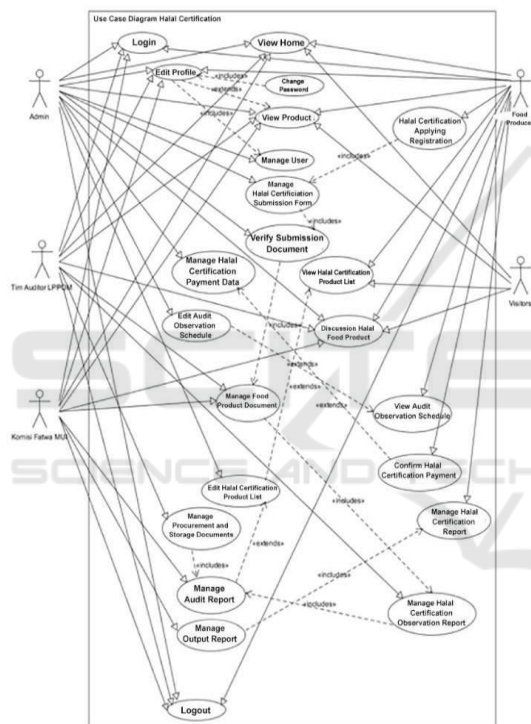 Use Case Diagram Halal Certification
Login
View Home
Edit Profile
«includes»
Change
Password
«extends»
Admin
View Product
Food
Produce
«includes»
Halal Certification
Applying
Registration
Manage User
«includes»
Manage
Halal Certificiation
Submission Form
«includes»
Verify Submission
Document
Manage Halal
Certification
Payment Data
View Halal Certification
Product List
Tim Auditor LPPOM
Visitors
Edit Audit
Observation
Schedule
«includes»
Discussion Halal
Food Product
«extends»
Manage Food
Product Document
«extends»
View Audit
Observation Schedule
Komisi Fatwa MUI
SCIENCE AND TECH
Confirm Halal
Certification Payment
Edit Halal Certification
Product List
«includes»
Manage Halal
Certification
Report
Manage
Procurement and
Storage Documents
«extends»
«includes»
«includes»
Manage
Audit Report
Manage Halal
Certification
Observation Report
«includes»
Manage
Output Report
Logout